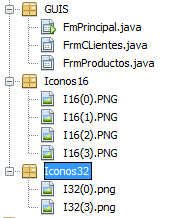 GUIS
FmPrincipal.java
FrmCLientes.java
FrmProductos.java
Iconos16
I16(0).PNG
I16(1).PNG
I16(2).PNG
I16(3).PNG
Iconos32
I32(0).png
I32(3).png